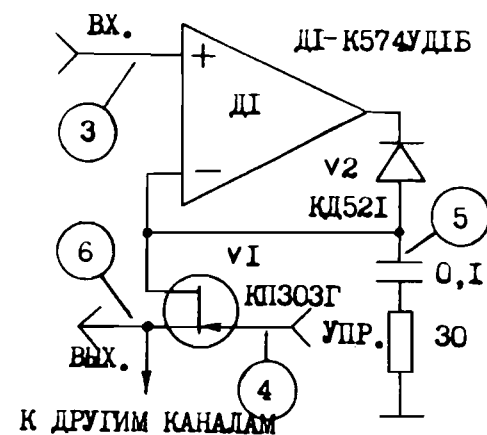 ВХ.
Д1-К574УД1Б
3
+
Д1
-
V2
КД521
5
6
V1
КП303Г
0,1
УПР.
30
ВЫХ.
4
К ДРУГИМ КАНАЛАМ